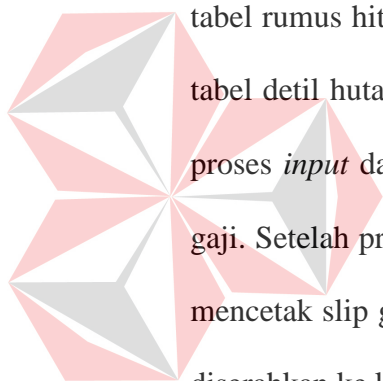 tabel rumus hit
tabel detil huta
proses input da
gaji. Setelah pr
mencetak slip g